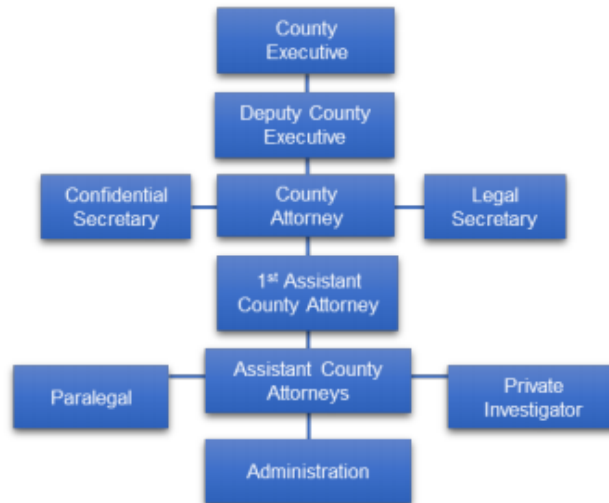 County
Executive
Deputy County
Executive
Confidential
Secretary
County
Attorney
Legal
Secretary
1st Assistant
County Attorney
Paralegal
Assistant County
Attorneys
Private
Investigator
Administration